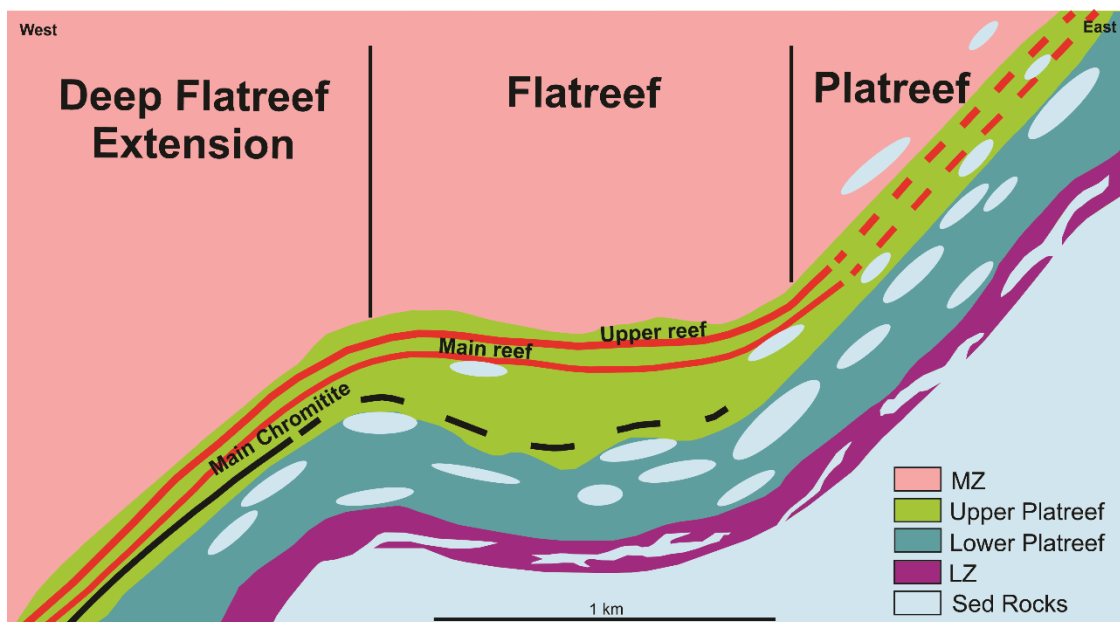 West
East
Deep Flatreef
Extension
Flatreef
Platreef
Upper reef
Main reef
Main Chromitite
MZ
Upper Platreef
Lower Platreef
LZ
Sed Rocks
1 km